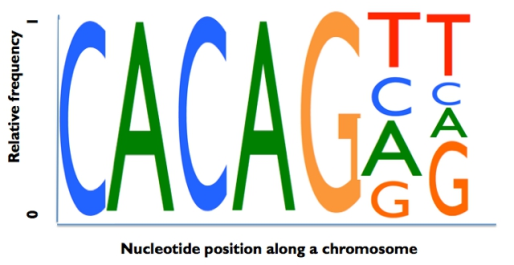 Relative frequency
1
0
CACAG
T T
C C
A A
G G
Nucleotide position along a chromosome